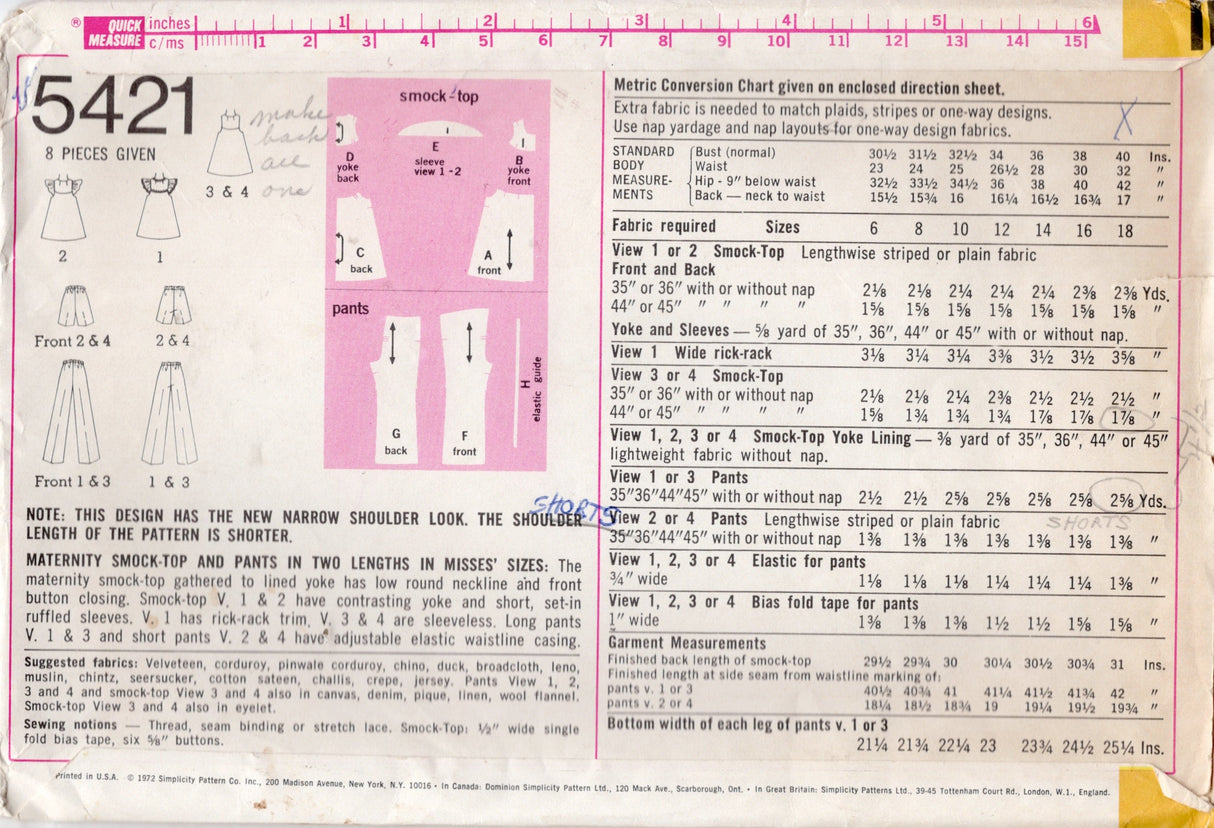 ® QUICK MEASURE inches 1 2 3 4 5 6
c/ms 1 2 3 4 5 6 7 8 9 10 11 12 13 14 15
5421
8 PIECES GIVEN
make
back
all
one
3 & 4
2 1
Front 2 & 4 2 & 4
Front 1 & 3 1 & 3
smock-top
D
yoke
back
E
sleeve
view 1-2
B
yoke
front
C
back
A
front
pants
G
back
F
front
H
elastic guide
SHORTS
NOTE: THIS DESIGN HAS THE NEW NARROW SHOULDER LOOK. THE SHOULDER
LENGTH OF THE PATTERN IS SHORTER.
MATERNITY SMOCK-TOP AND PANTS IN TWO LENGTHS IN MISSES' SIZES: The
maternity smock-top gathered to lined yoke has low round neckline and front
button closing. Smock-top V. 1 & 2 have contrasting yoke and short, set-in
ruffled sleeves. V. 1 has rick-rack trim. V. 3 & 4 are sleeveless. Long pants
V. 1 & 3 and short pants V. 2 & 4 have adjustable elastic waistline casing.
Suggested fabrics: Velveteen, corduroy, pinwale corduroy, chino, duck, broadcloth, leno,
muslin, chintz, seersucker, cotton sateen, challis, crepe, jersey. Pants View 1, 2,
3 and 4 and smock-top View 3 and 4 also in canvas, denim, pique, linen, wool flannel.
Smock-top View 3 and 4 also in eyelet.
Sewing notions — Thread, seam binding or stretch lace. Smock-Top: ½" wide single
fold bias tape, six ⅝" buttons.
Metric Conversion Chart given on enclosed direction sheet.
Extra fabric is needed to match plaids, stripes or one-way designs.
Use nap yardage and nap layouts for one-way design fabrics.
X
STANDARD Bust (normal) 30½ 31½ 32½ 34 36 38 40 Ins.
BODY Waist 23 24 25 26½ 28 30 32 "
MEASURE- Hip - 9" below waist 32½ 33½ 34½ 36 38 40 42 "
MENTS Back — neck to waist 15½ 15¾ 16 16¼ 16½ 16¾ 17 "
Fabric required Sizes 6 8 10 12 14 16 18
View 1 or 2 Smock-Top Lengthwise striped or plain fabric
Front and Back
35" or 36" with or without nap 2⅛ 2⅛ 2¼ 2¼ 2¼ 2⅜ 2⅜ Yds.
44" or 45" " " " " 1⅝ 1⅝ 1⅝ 1⅝ 1⅝ 1⅝ 1⅝ "
Yoke and Sleeves — ⅝ yard of 35", 36", 44" or 45" with or without nap.
View 1 Wide rick-rack 3⅛ 3¼ 3¼ 3⅜ 3½ 3½ 3⅝ "
View 3 or 4 Smock-Top
35" or 36" with or without nap 2⅛ 2⅛ 2¼ 2⅜ 2½ 2½ 2½ "
44" or 45" " " " " 1⅝ 1¾ 1¾ 1¾ 1⅞ 1⅞ 1⅞ "
View 1, 2, 3 or 4 Smock-Top Yoke Lining — ⅜ yard of 35", 36", 44" or 45"
lightweight fabric without nap.
View 1 or 3 Pants
35"36"44"45" with or without nap 2½ 2½ 2⅝ 2⅝ 2⅝ 2⅝ 2⅝ Yds.
View 2 or 4 Pants Lengthwise striped or plain fabric SHORTS
35"36"44"45" with or without nap 1⅜ 1⅜ 1⅜ 1⅜ 1⅜ 1⅜ 1⅜ "
View 1, 2, 3 or 4 Elastic for pants
¾" wide 1⅛ 1⅛ 1⅛ 1¼ 1¼ 1¼ 1⅜ "
View 1, 2, 3 or 4 Bias fold tape for pants
1" wide 1⅜ 1⅜ 1⅜ 1½ 1½ 1⅝ 1⅝ "
Garment Measurements
Finished back length of smock-top 29½ 29¾ 30 30¼ 30½ 30¾ 31 Ins.
Finished length at side seam from waistline marking of:
pants v. 1 or 3 40½ 40¾ 41 41¼ 41½ 41¾ 42 "
pants v. 2 or 4 18¼ 18½ 18¾ 19 19¼ 19½ 19¾ "
Bottom width of each leg of pants v. 1 or 3
21¼ 21¾ 22¼ 23 23¾ 24½ 25¼ Ins.
Printed in U.S.A. © 1972 Simplicity Pattern Co. Inc., 200 Madison Avenue, New York, N.Y. 10016 • In Canada: Dominion Simplicity Pattern Ltd., 120 Mack Ave., Scarborough, Ont. • In Great Britain: Simplicity Patterns Ltd., 39-45 Tottenham Court Rd., London, W.1., England.